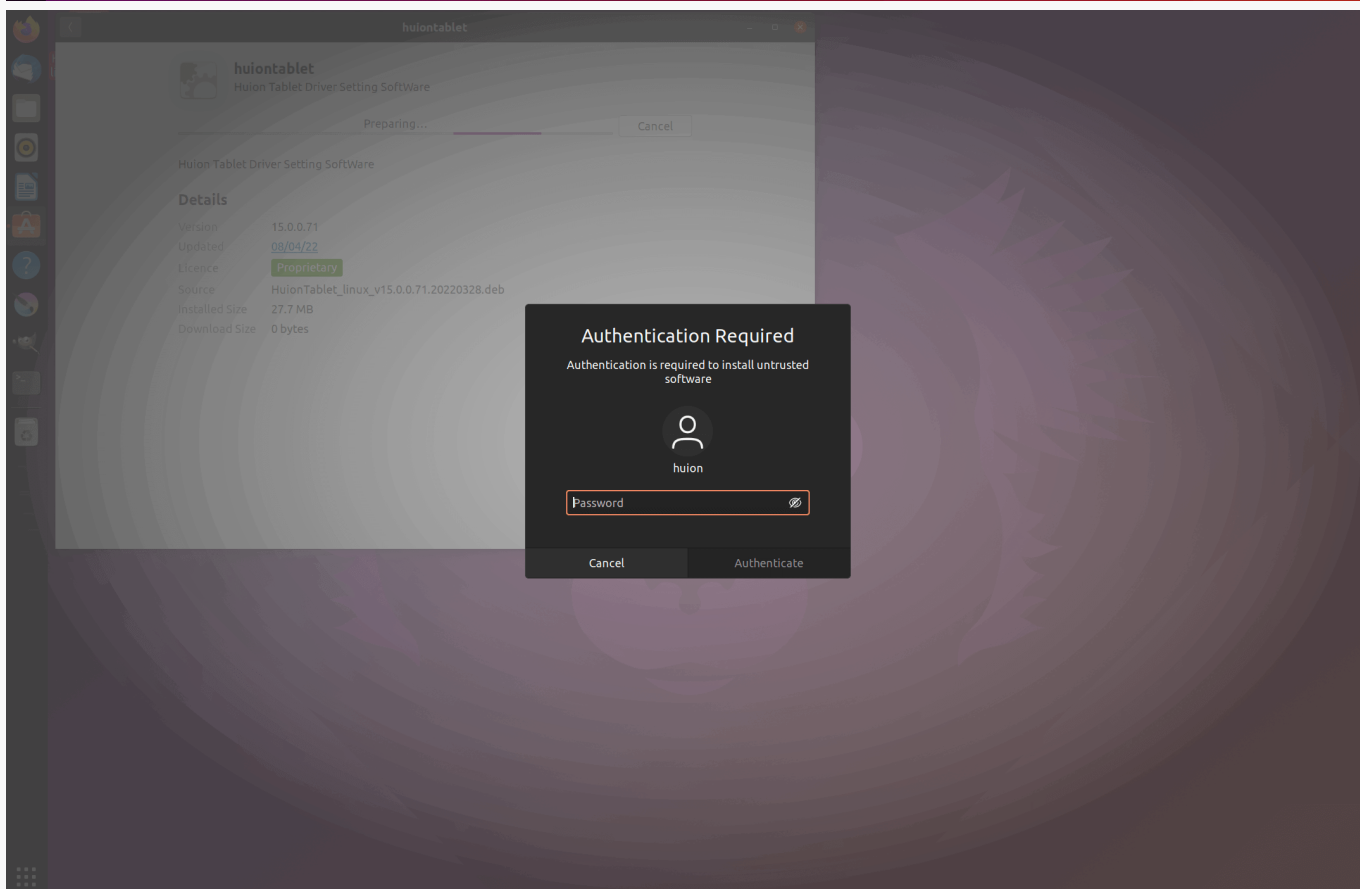 huiontablet
huiontablet
Huion Tablet Driver Setting SoftWare
Preparing...
Cancel
Huion Tablet Driver Setting SoftWare
Details
Version 15.0.0.71
Updated 08/04/22
Licence Proprietary
Source HuionTablet_linux_v15.0.0.71.20220328.deb
Installed Size 27.7 MB
Download Size 0 bytes
Authentication Required
Authentication is required to install untrusted
software
huion
Password
Cancel Authenticate